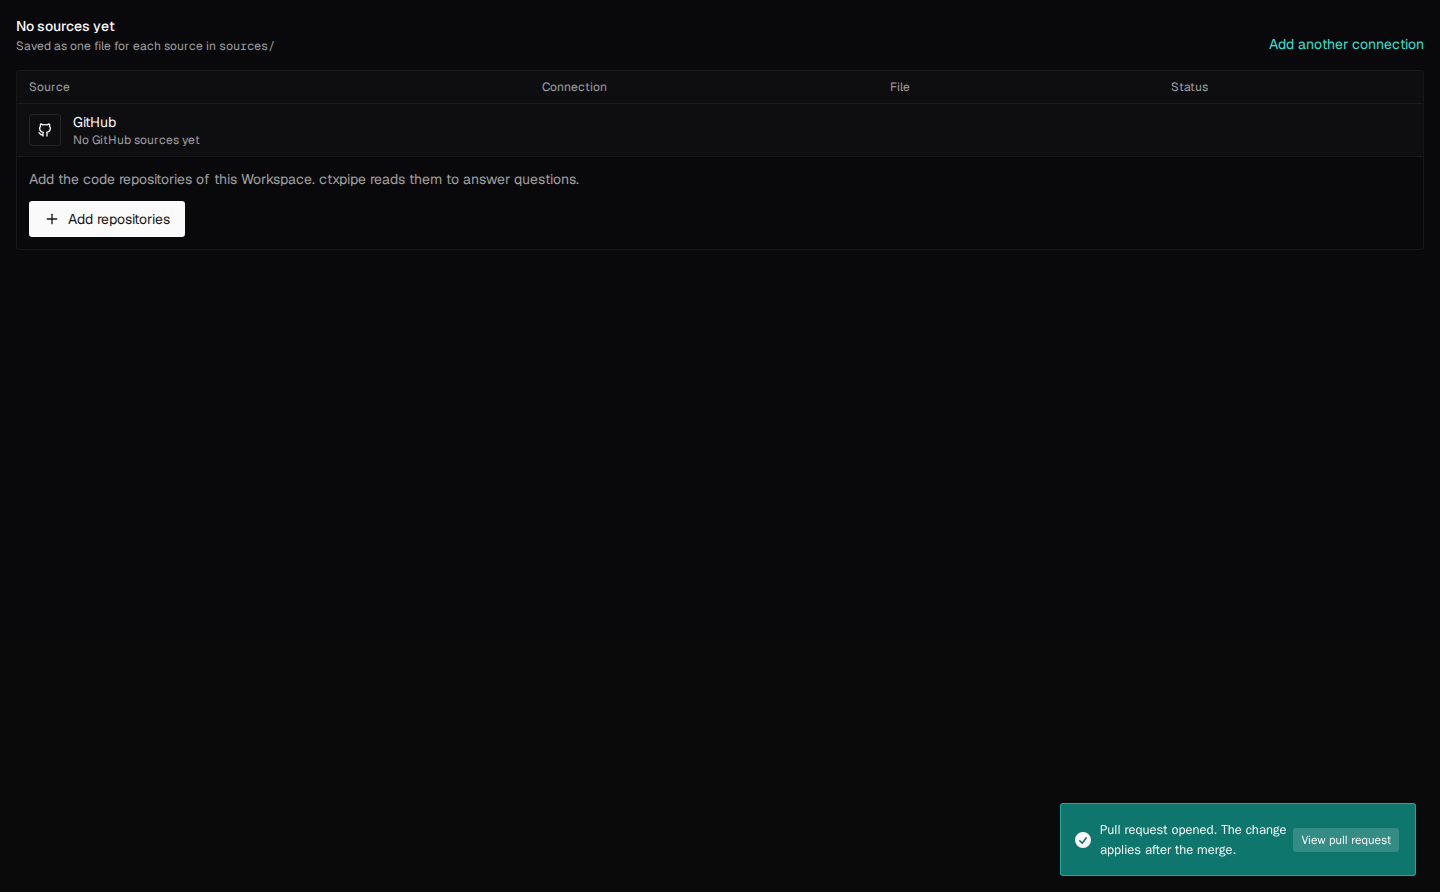 No sources yet
Saved as one file for each source in sources/
Add another connection
Source Connection File Status
GitHub
No GitHub sources yet
Add the code repositories of this Workspace. ctxpipe reads them to answer questions.
Add repositories
Pull request opened. The change
applies after the merge.
View pull request